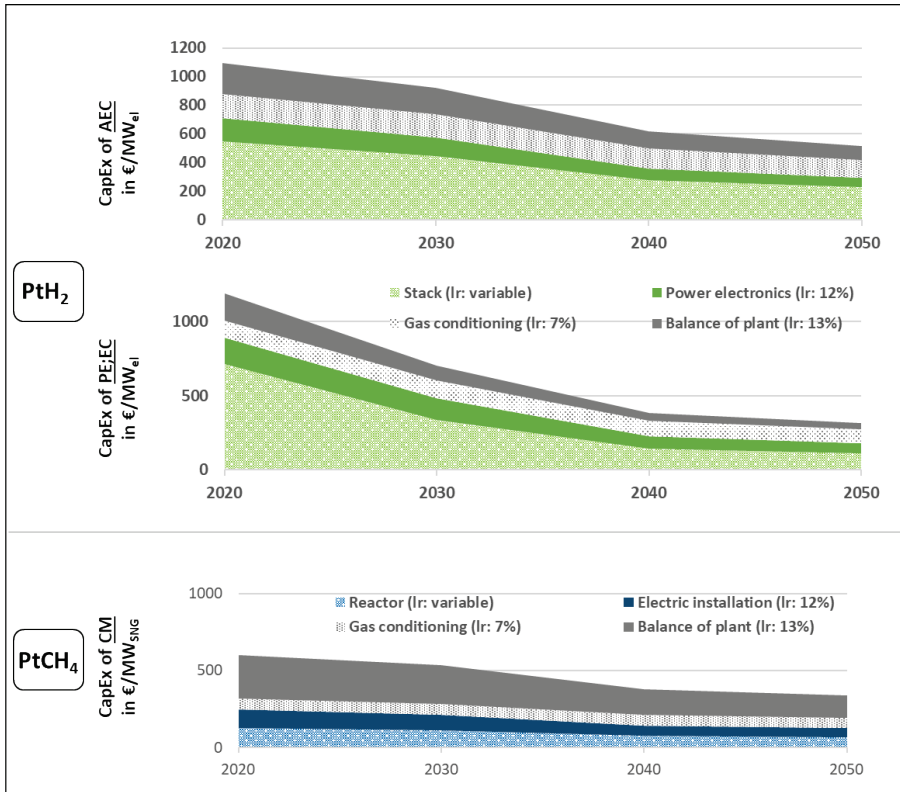 1200
1000
800
600
400
200
0
CapEx of AEC
in €/MWel
2020 2030 2040 2050
PtH2
Stack (lr: variable) Power electronics (lr: 12%)
Gas conditioning (lr: 7%) Balance of plant (lr: 13%)
1000
500
0
CapEx of PE;EC
in €/MWel
2020 2030 2040 2050
1000
500
0
Reactor (lr: variable) Electric installation (lr: 12%)
Gas conditioning (lr: 7%) Balance of plant (lr: 13%)
PtCH4
CapEx of CM
in €/MWSNG
2020 2030 2040 2050